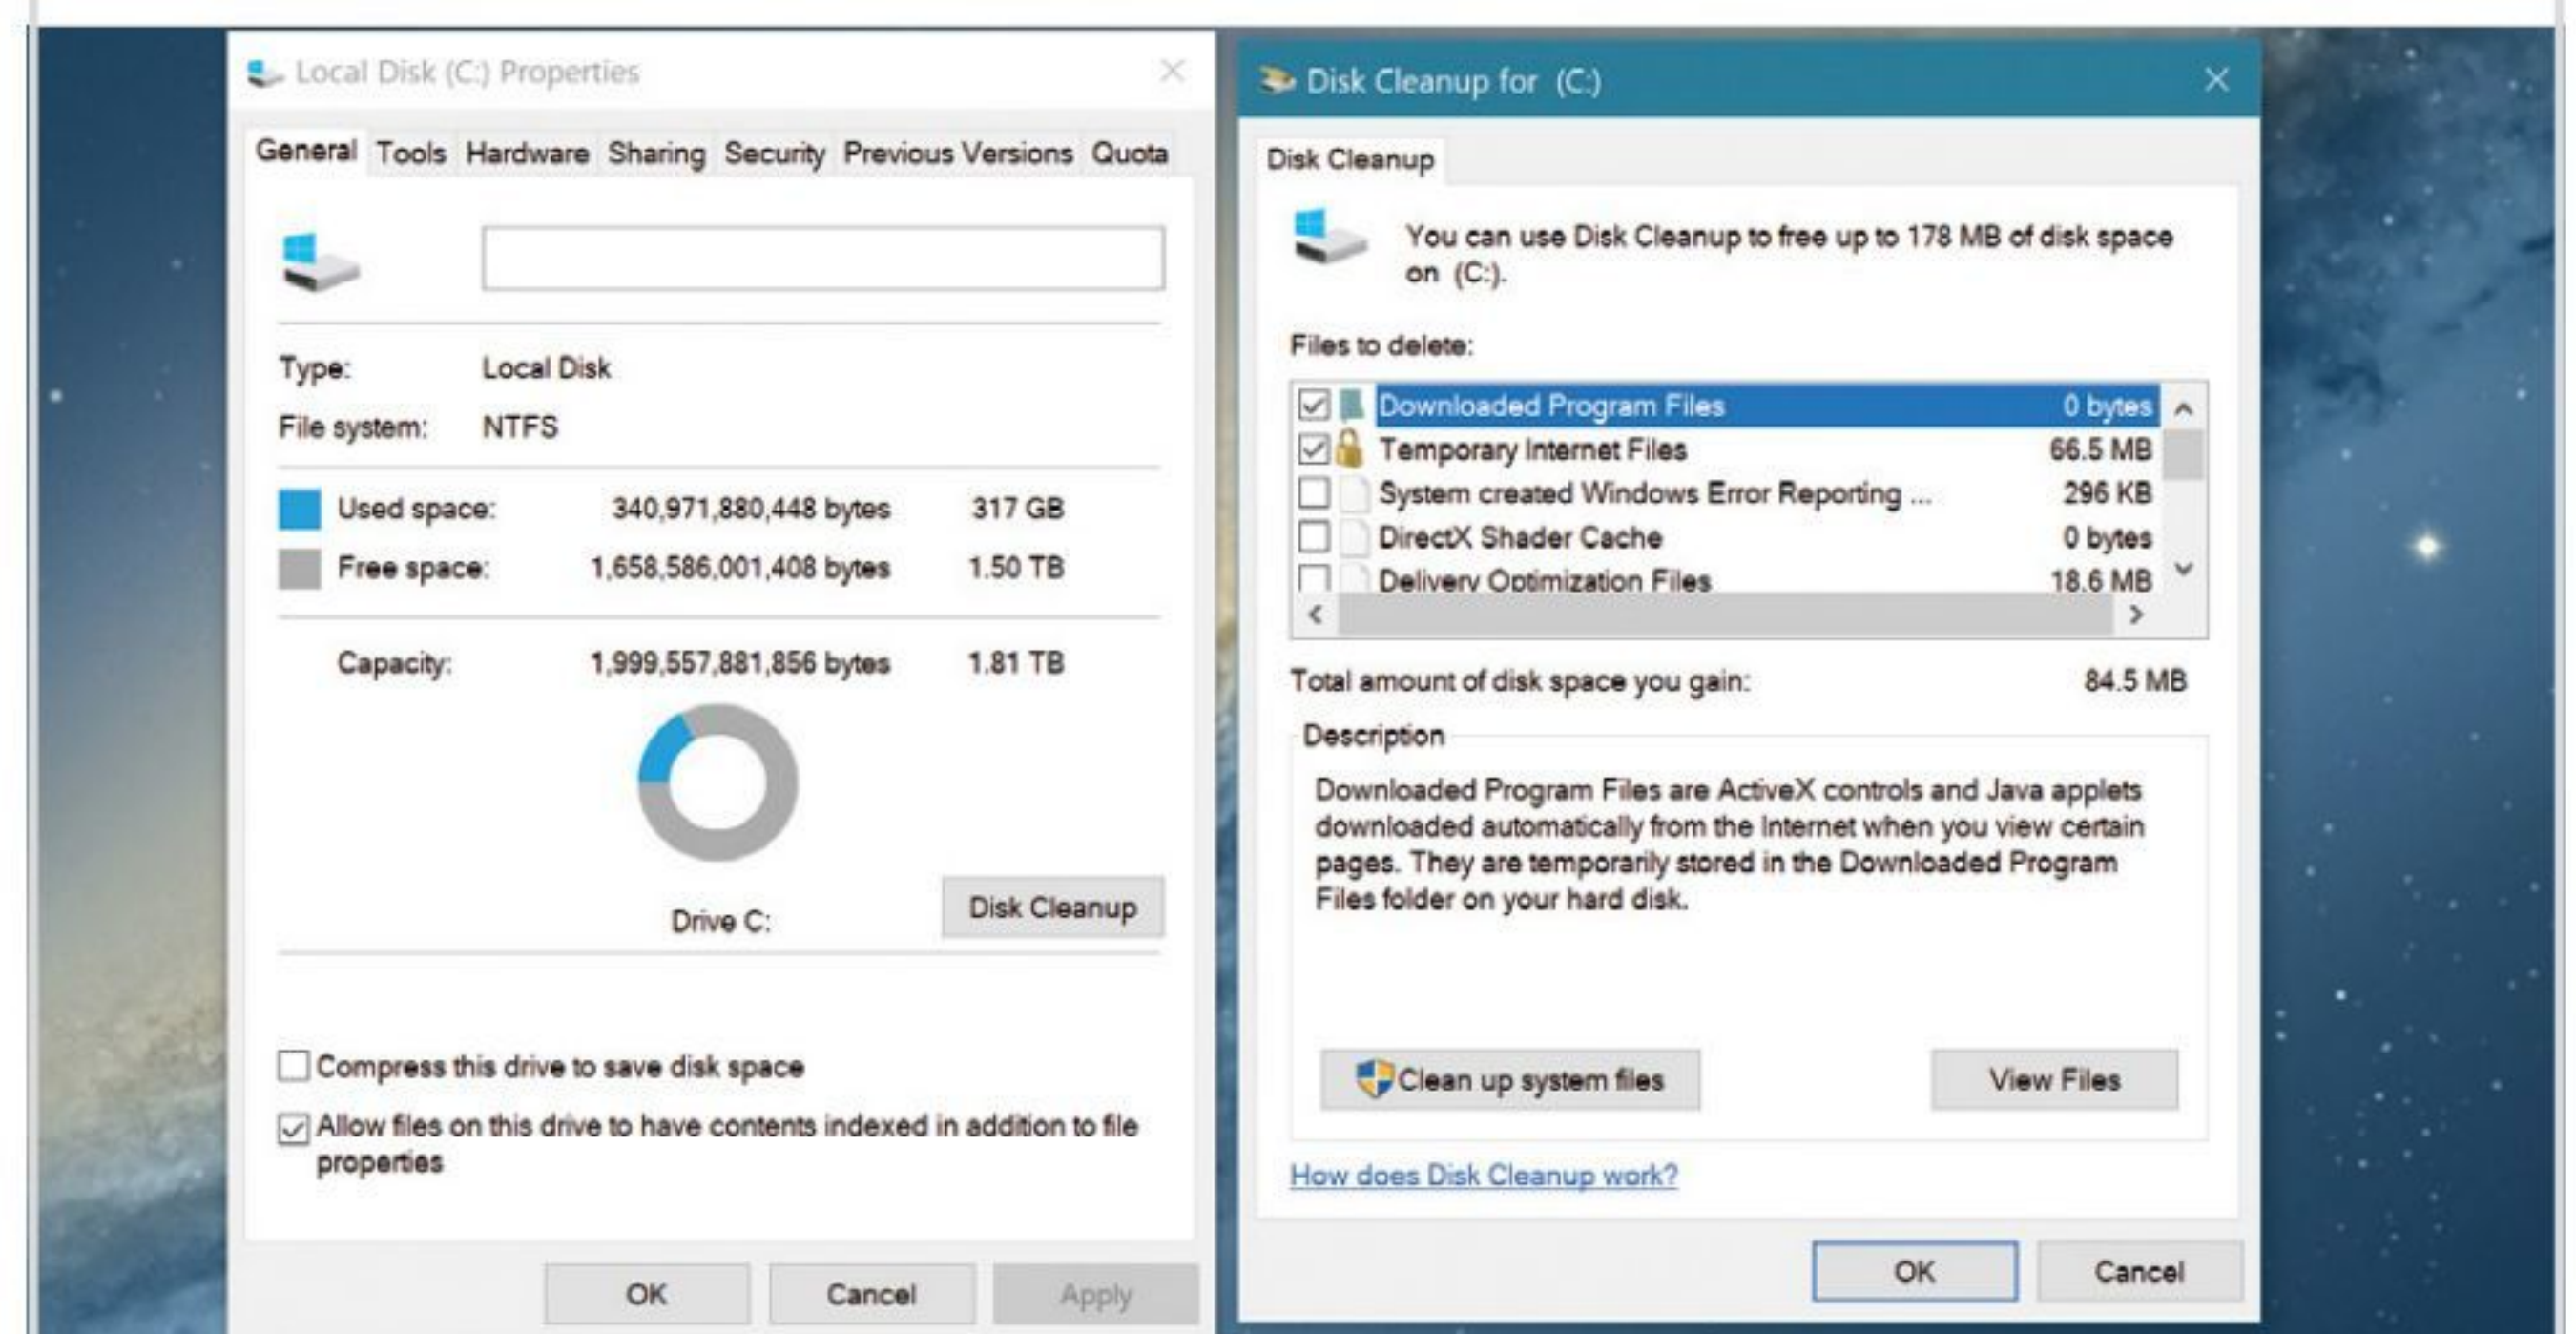 Local Disk (C:) Properties
General Tools Hardware Sharing Security Previous Versions Quota
Type: Local Disk
File system: NTFS
Used space: 340,971,880,448 bytes 317 GB
Free space: 1,658,586,001,408 bytes 1.50 TB
Capacity: 1,999,557,881,856 bytes 1.81 TB
Drive C:
Disk Cleanup
Compress this drive to save disk space
Allow files on this drive to have contents indexed in addition to file
properties
OK Cancel Apply
Disk Cleanup for (C:)
Disk Cleanup
You can use Disk Cleanup to free up to 178 MB of disk space
on (C:).
Files to delete:
Downloaded Program Files 0 bytes
Temporary Internet Files 66.5 MB
System created Windows Error Reporting ... 296 KB
DirectX Shader Cache 0 bytes
Delivery Optimization Files 18.6 MB
Total amount of disk space you gain: 84.5 MB
Description
Downloaded Program Files are ActiveX controls and Java applets
downloaded automatically from the Internet when you view certain
pages. They are temporarily stored in the Downloaded Program
Files folder on your hard disk.
Clean up system files View Files
How does Disk Cleanup work?
OK Cancel